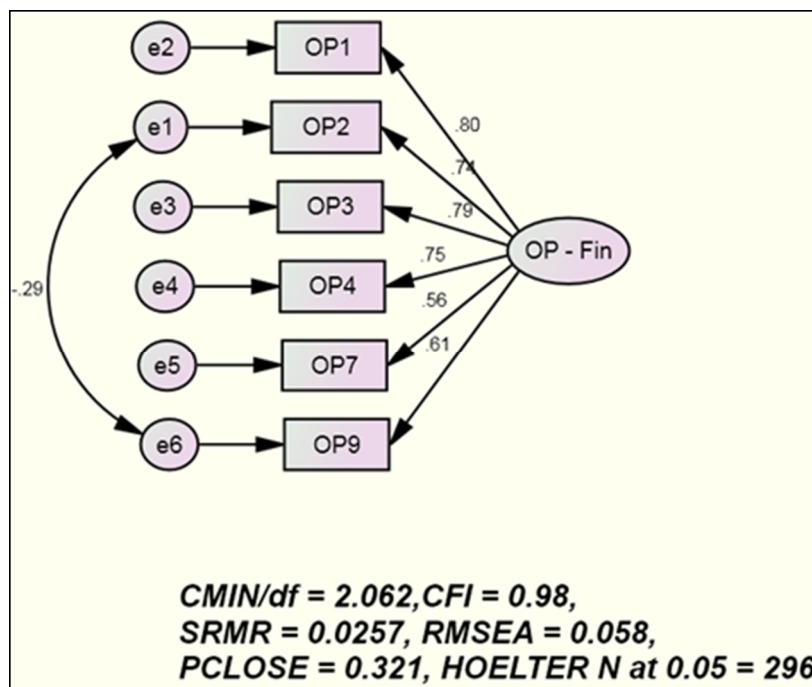 e2
OP1
.80
e1
OP2
.74
e3
OP3
.79
OP - Fin
.75
e4
OP4
-.29
.56
.61
e5
OP7
e6
OP9
CMIN/df = 2.062,CFI = 0.98,
SRMR = 0.0257, RMSEA = 0.058,
PCLOSE = 0.321, HOELTER N at 0.05 = 296